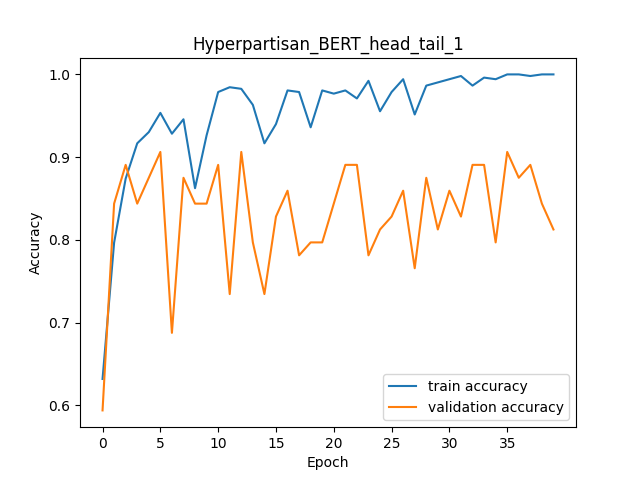 Hyperpartisan_BERT_head_tail_1
1.0
0.9
0.8
0.7
0.6
Accuracy
0 5 10 15 20 25 30 35
Epoch
train accuracy
validation accuracy